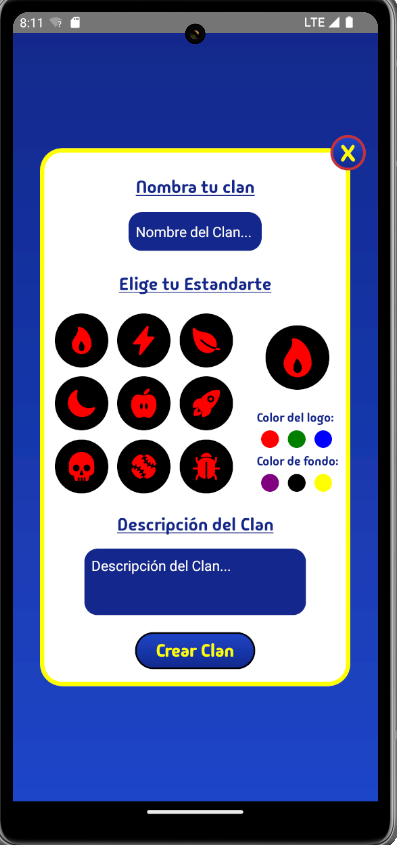 8:11
LTE
X
Nombra tu clan
Nombre del Clan...
Elige tu Estandarte
Color del logo:
Color de fondo:
Descripción del Clan
Descripción del Clan...
Crear Clan